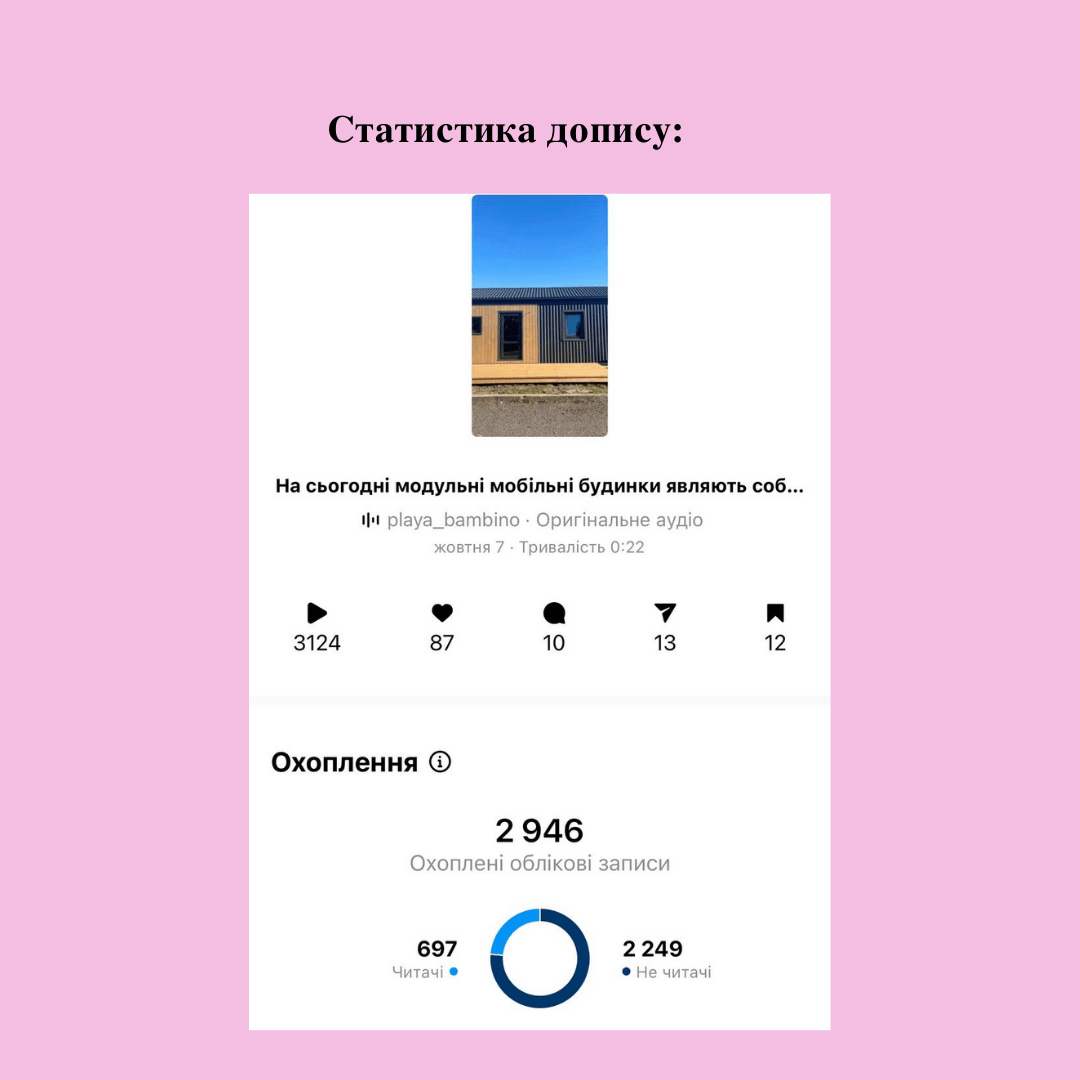 Статистика допису:
На сьогодні модульні мобільні будинки являють соб...
playa_bambino · Оригінальне аудіо
жовтня 7 · Тривалість 0:22
3124 87 10 13 12
Охоплення
2 946
Охоплені облікові записи
697 2 249
Читачі Не читачі